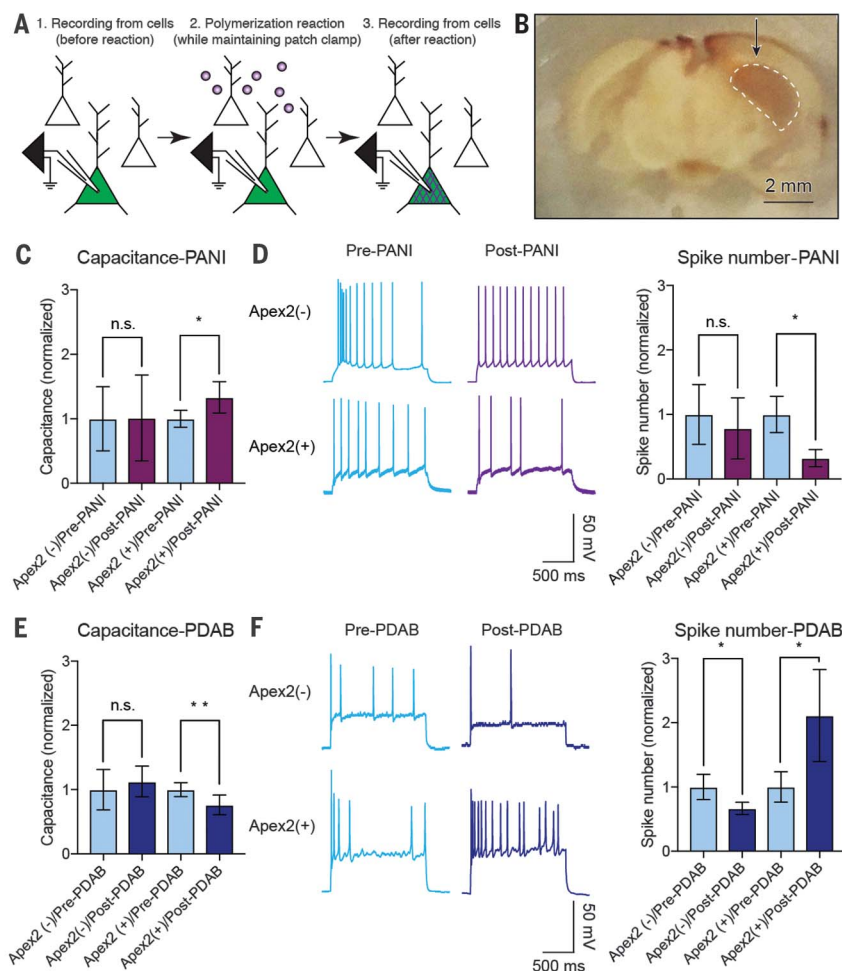 A
1. Recording from cells
(before reaction)
2. Polymerization reaction
(while maintaining patch clamp)
3. Recording from cells
(after reaction)
B
2 mm
C
Capacitance-PANI
Capacitance (normalized)
3
2
1
0
n.s.
*
Apex2 (-)/Pre-PANI
Apex2(-)/Post-PANI
Apex2 (+)/Pre-PANI
Apex2(+)/Post-PANI
D
Pre-PANI
Post-PANI
Apex2(-)
Apex2(+)
50 mV
500 ms
Spike number-PANI
Spike number (normalized)
3
2
1
0
n.s.
*
Apex2 (-)/Pre-PANI
Apex2(-)/Post-PANI
Apex2 (+)/Pre-PANI
Apex2(+)/Post-PANI
E
Capacitance-PDAB
Capacitance (normalized)
3
2
1
0
n.s.
* *
Apex2 (-)/Pre-PDAB
Apex2(-)/Post-PDAB
Apex2 (+)/Pre-PDAB
Apex2(+)/Post-PDAB
F
Pre-PDAB
Post-PDAB
Apex2(-)
Apex2(+)
50 mV
500 ms
Spike number-PDAB
Spike number (normalized)
3
2
1
0
*
*
Apex2 (-)/Pre-PDAB
Apex2(-)/Post-PDAB
Apex2 (+)/Pre-PDAB
Apex2(+)/Post-PDAB